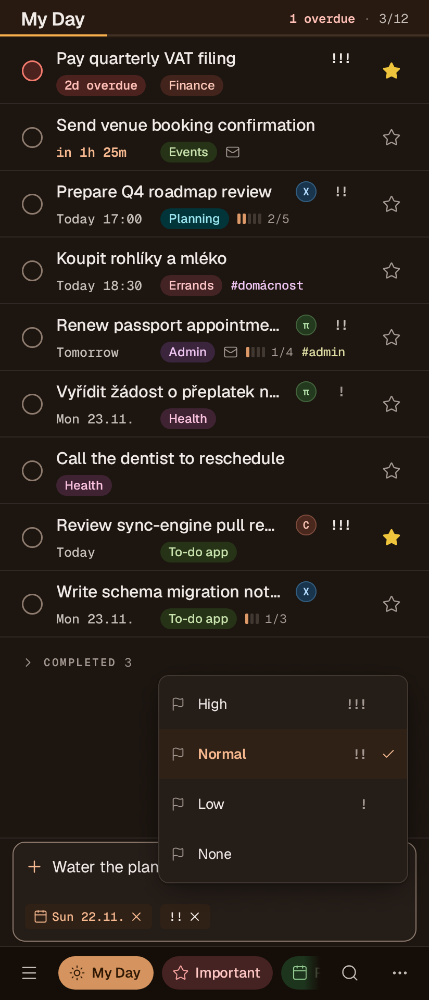 My Day 1 overdue · 3/12
Pay quarterly VAT filing !!!
2d overdue Finance
Send venue booking confirmation
in 1h 25m Events
Prepare Q4 roadmap review X !!
Today 17:00 Planning 2/5
Koupit rohlíky a mléko
Today 18:30 Errands #domácnost
Renew passport appointme… π !!
Tomorrow Admin 1/4 #admin
Vyřídit žádost o přeplatek n… π !
Mon 23.11. Health
Call the dentist to reschedule
Health
Review sync-engine pull re… C !!!
Today To-do app
Write schema migration not… X
Mon 23.11. To-do app 1/3
COMPLETED 3
High !!!
Normal !!
Low !
None
Water the plan
Sun 22.11. !!
My Day Important